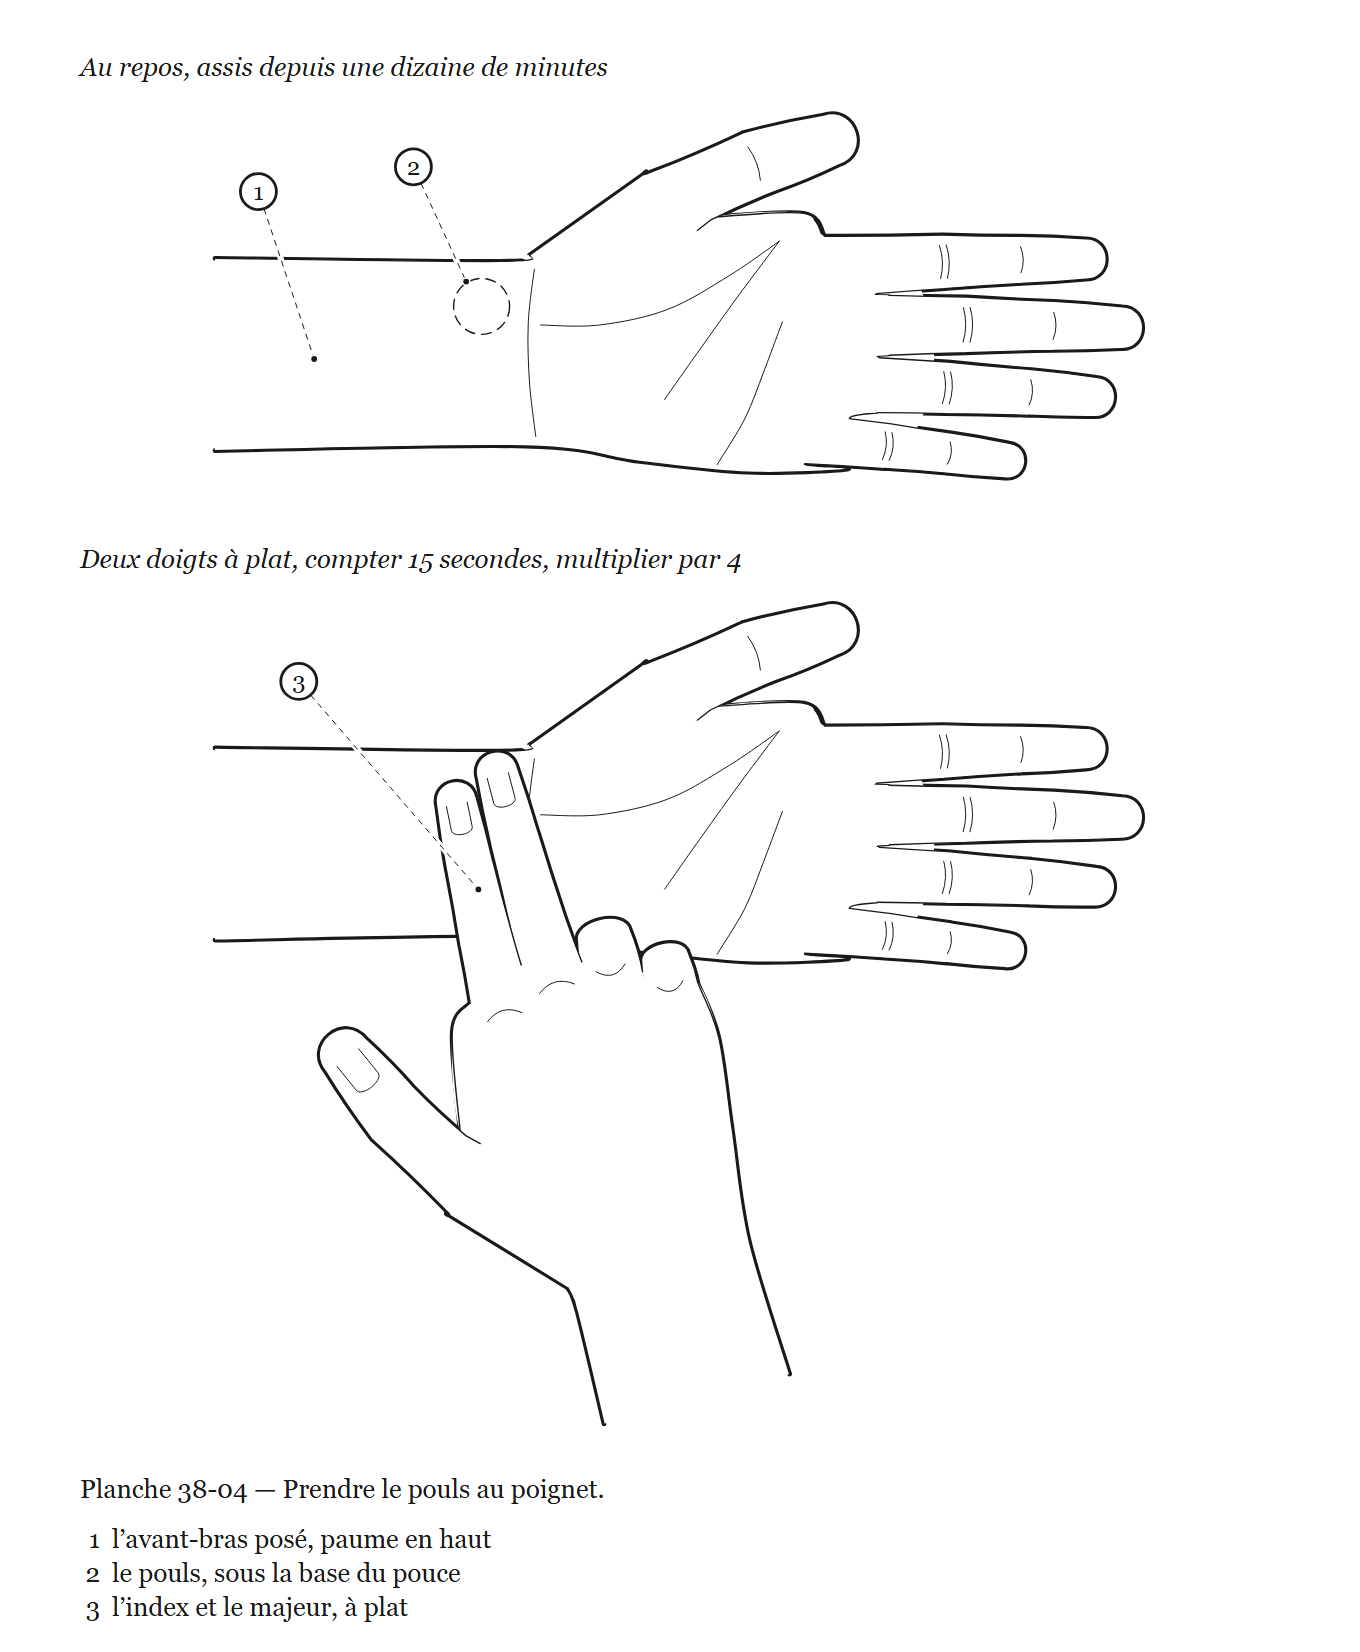 Au repos, assis depuis une dizaine de minutes
1
2
Deux doigts à plat, compter 15 secondes, multiplier par 4
3
Planche 38-04 — Prendre le pouls au poignet.
1 l’avant-bras posé, paume en haut
2 le pouls, sous la base du pouce
3 l’index et le majeur, à plat